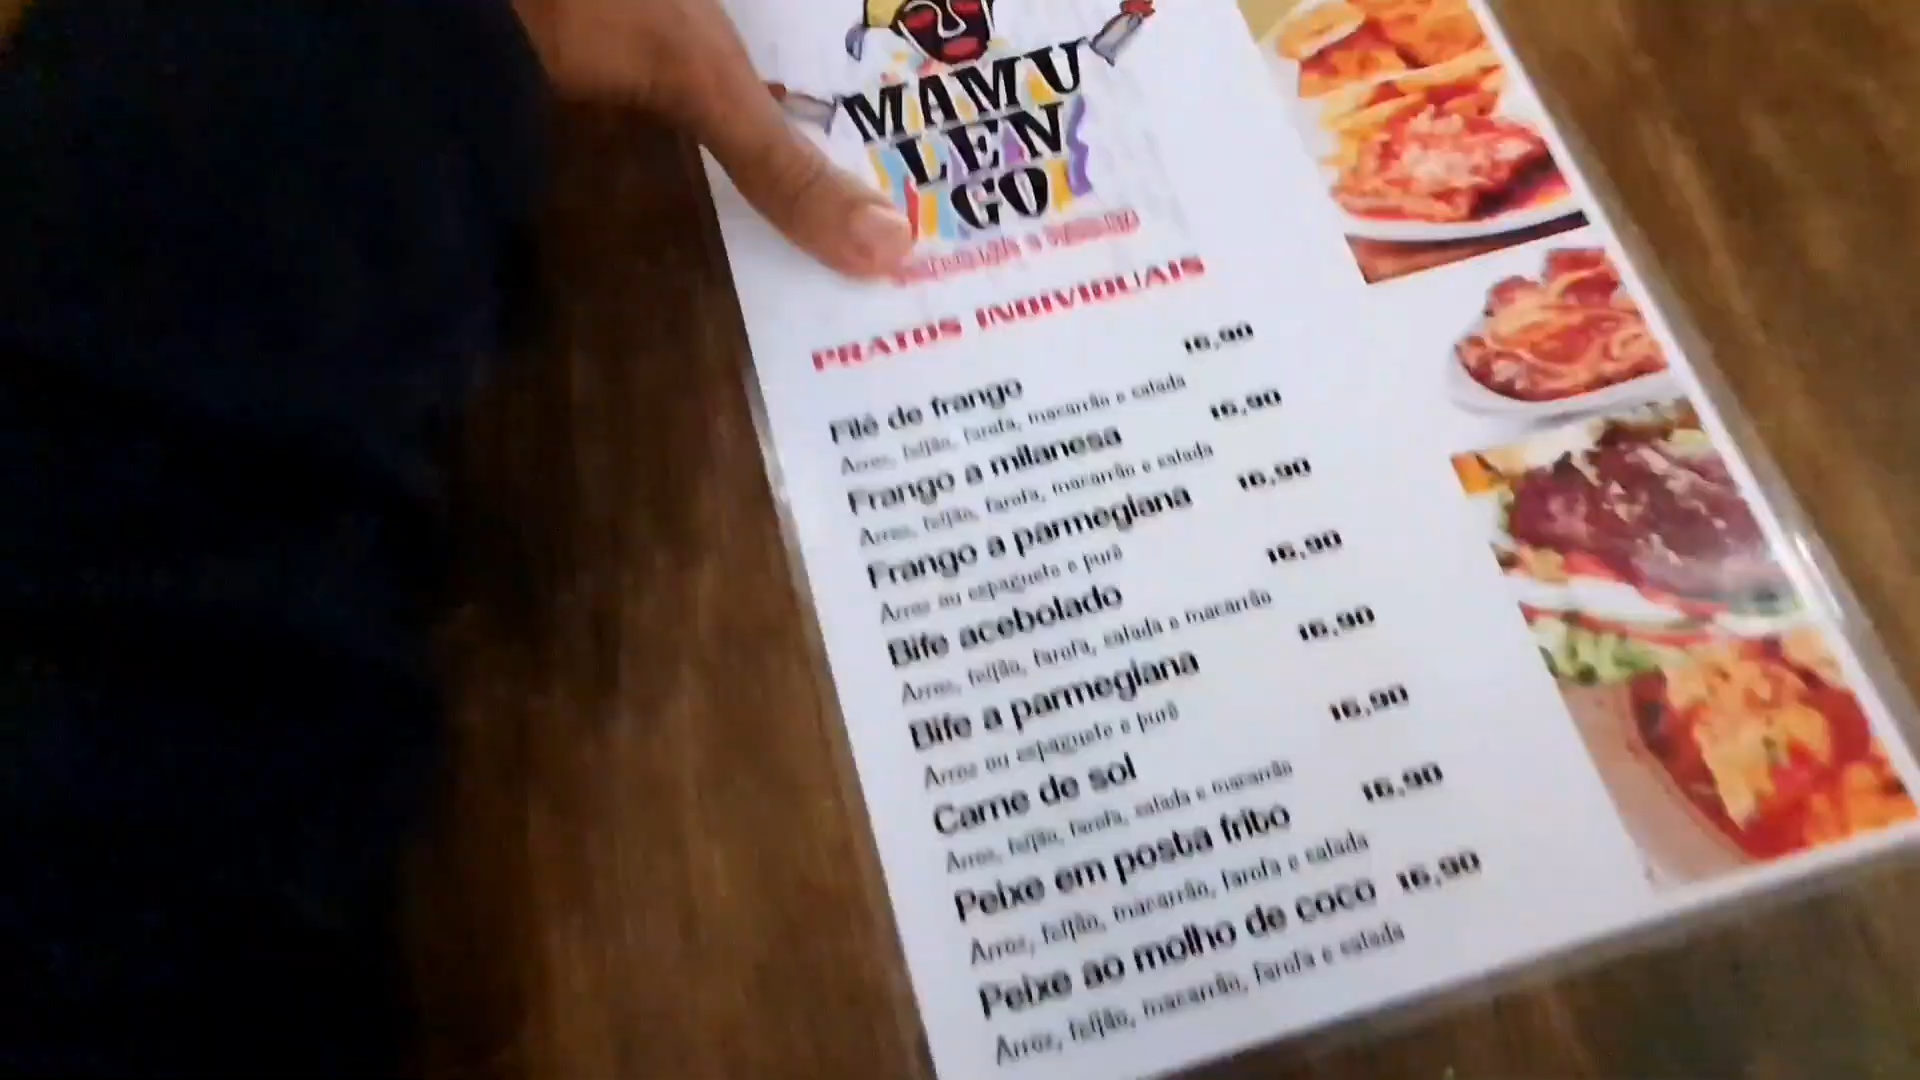 MAMU
LEN
GO
PRATOS INDIVIDUAIS
Filé de frango 16,90
Arroz, feijão, farofa, macarrão e salada
Frango a milanesa 16,90
Arroz, feijão, farofa, macarrão e salada
Frango a parmegiana 16,90
Arroz ou espaguete e purê
Bife acebolado 16,90
Arroz, feijão, farofa, salada e macarrão
Bife a parmegiana 16,90
Arroz ou espaguete e purê
Carne de sol 16,90
Arroz, feijão, farofa, salada e macarrão
Peixe em posta frito 16,90
Arroz, feijão, macarrão, farofa e salada
Peixe ao molho de coco 16,90
Arroz, feijão, macarrão, farofa e salada